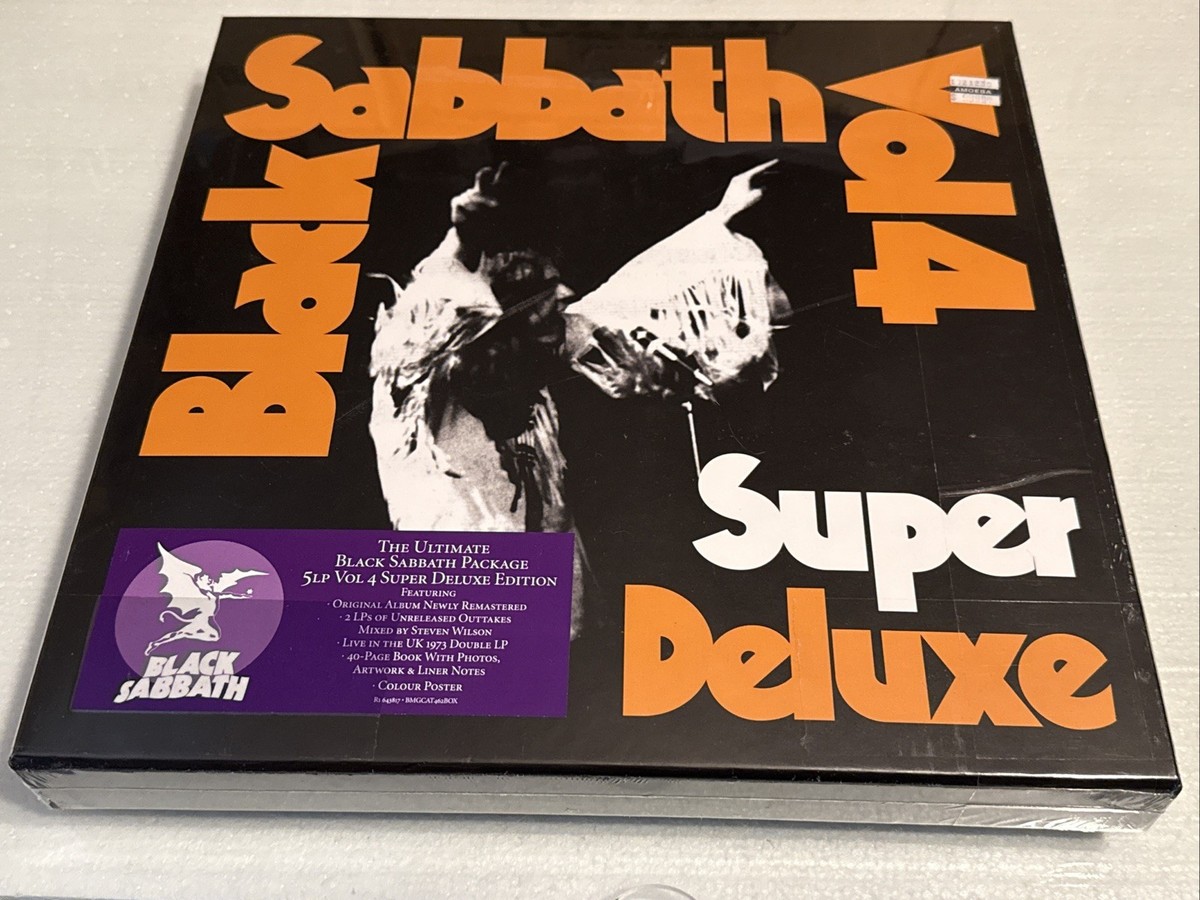 Black
Sabbath
Vol 4
AMOEBA
Super
Deluxe
The Ultimate
Black Sabbath Package
5LP Vol 4 Super Deluxe Edition
Featuring
· Original Album Newly Remastered
· 2 LPs of Unreleased Outtakes
Mixed by Steven Wilson
· Live in the UK 1973 Double LP
· 40-Page Book With Photos,
Artwork & Liner Notes
· Colour Poster
R1 643817 • BMGCAT462BOX
BLACK
SABBATH